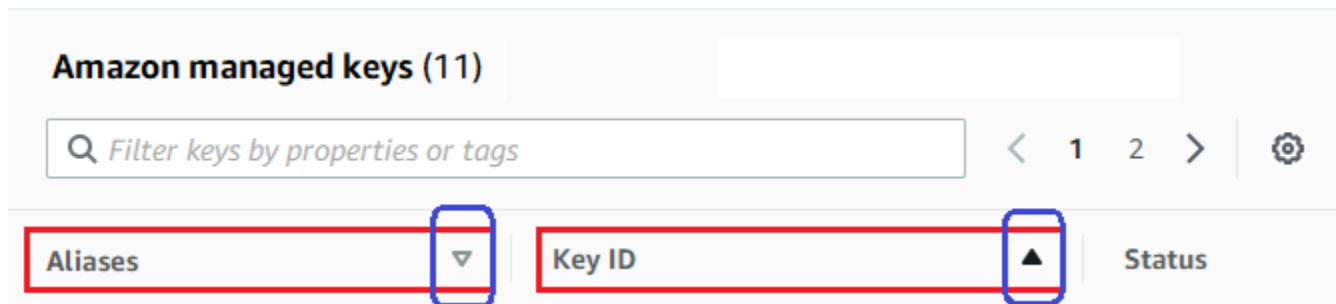 Amazon managed keys (11)
Filter keys by properties or tags
1 2
Aliases Key ID Status